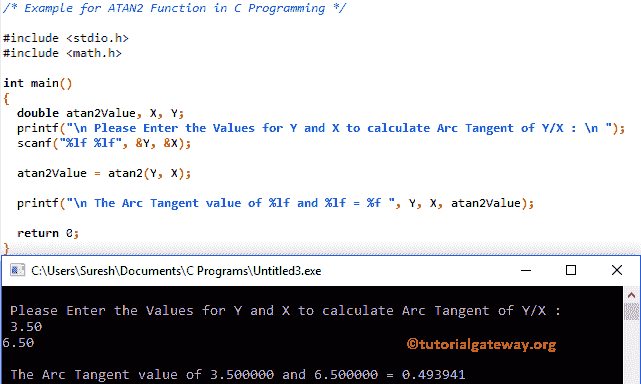 /* Example for ATAN2 Function in C Programming */
#include <stdio.h>
#include <math.h>
int main()
{
  double atan2Value, X, Y;
  printf("\n Please Enter the Values for Y and X to calculate Arc Tangent of Y/X : \n ");
  scanf("%lf %lf", &Y, &X);
  atan2Value = atan2(Y, X);
  printf("\n The Arc Tangent value of %lf and %lf = %f ", Y, X, atan2Value);
  return 0;
}
C:\Users\Suresh\Documents\C Programs\Untitled3.exe
Please Enter the Values for Y and X to calculate Arc Tangent of Y/X :
3.50
6.50
©tutorialgateway.org
The Arc Tangent value of 3.500000 and 6.500000 = 0.493941